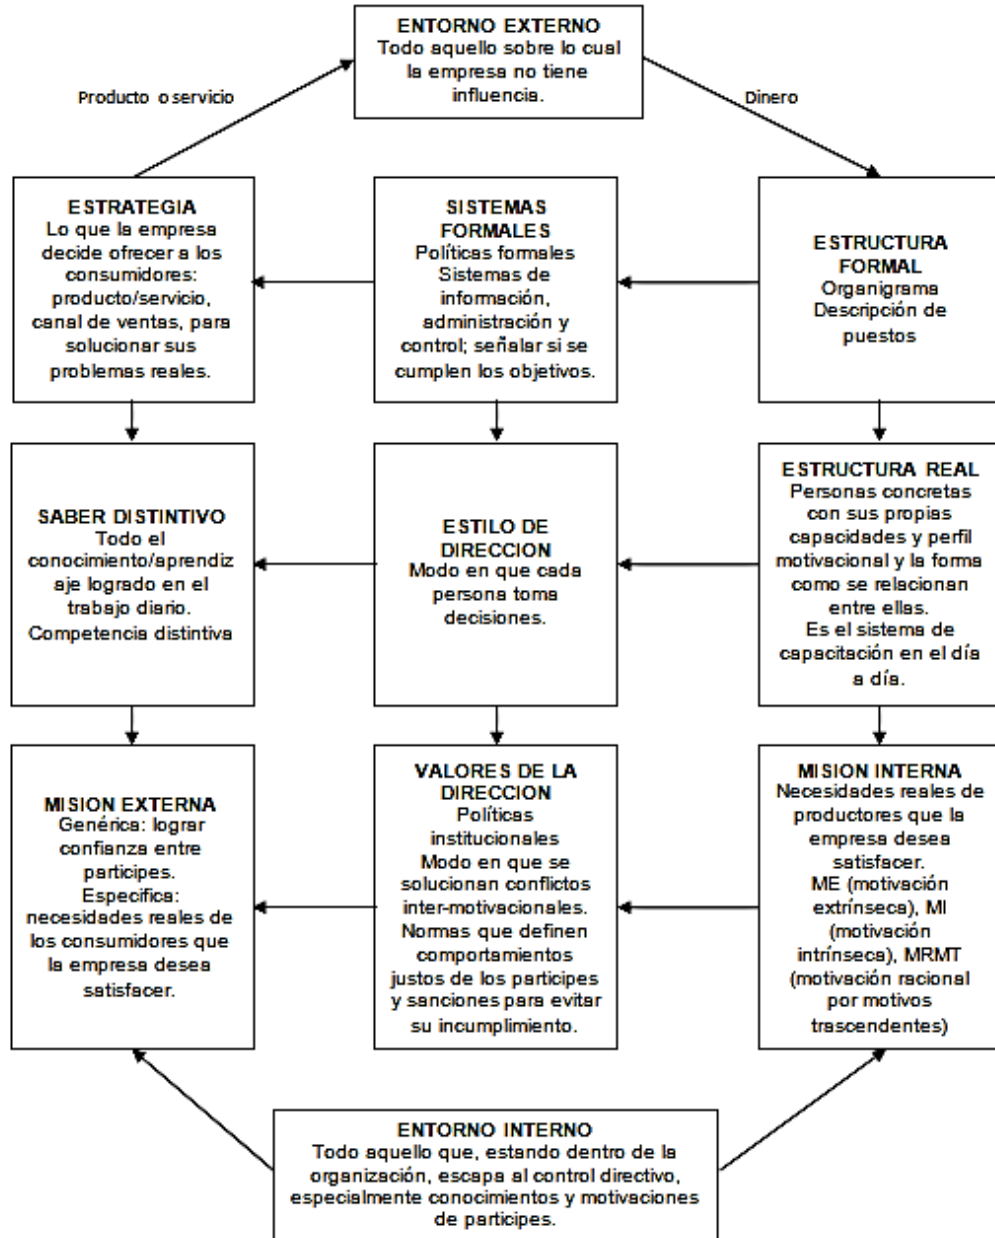 ENTORNO EXTERNO
Todo aquello sobre lo cual
la empresa no tiene
influencia.
Producto o servicio
Dinero
ESTRATEGIA
Lo que la empresa
decide ofrecer a los
consumidores:
producto/servicio,
canal de ventas, para
solucionar sus
problemas reales.
SISTEMAS
FORMALES
Políticas formales
Sistemas de
información,
administración y
control; señalar si se
cumplen los objetivos.
ESTRUCTURA
FORMAL
Organigrama
Descripción de
puestos
SABER DISTINTIVO
Todo el
conocimiento/aprendiz
aje logrado en el
trabajo diario.
Competencia distintiva
ESTILO DE
DIRECCION
Modo en que cada
persona toma
decisiones.
ESTRUCTURA REAL
Personas concretas
con sus propias
capacidades y perfil
motivacional y la forma
como se relacionan
entre ellas.
Es el sistema de
capacitación en el día
a día.
MISION EXTERNA
Genérica: lograr
confianza entre
participes.
Especifica:
necesidades reales de
los consumidores que
la empresa desea
satisfacer.
VALORES DE LA
DIRECCION
Políticas
institucionales
Modo en que se
solucionan conflictos
inter-motivacionales.
Normas que definen
comportamientos
justos de los participes
y sanciones para evitar
su incumplimiento.
MISION INTERNA
Necesidades reales de
productores que la
empresa desea
satisfacer.
ME (motivación
extrínseca), MI
(motivación
intrínseca), MRMT
(motivación racional
por motivos
trascendentes)
ENTORNO INTERNO
Todo aquello que, estando dentro de la
organización, escapa al control directivo,
especialmente conocimientos y motivaciones
de participes.